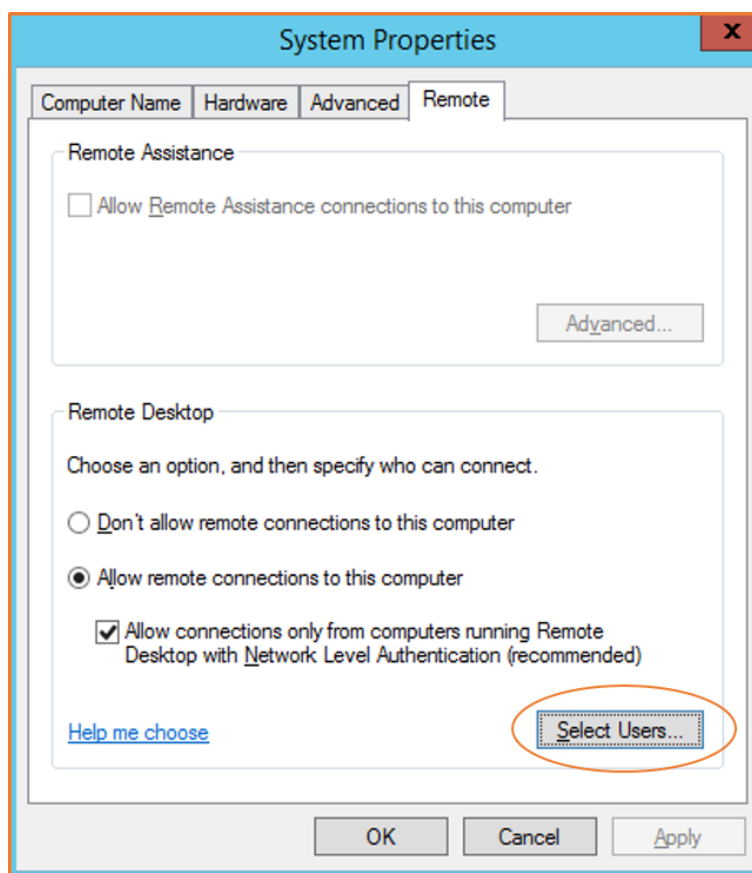 System Properties
x
Computer Name Hardware Advanced Remote
Remote Assistance
Allow Remote Assistance connections to this computer
Advanced...
Remote Desktop
Choose an option, and then specify who can connect.
Don't allow remote connections to this computer
Allow remote connections to this computer
Allow connections only from computers running Remote
Desktop with Network Level Authentication (recommended)
Help me choose Select Users...
OK Cancel Apply